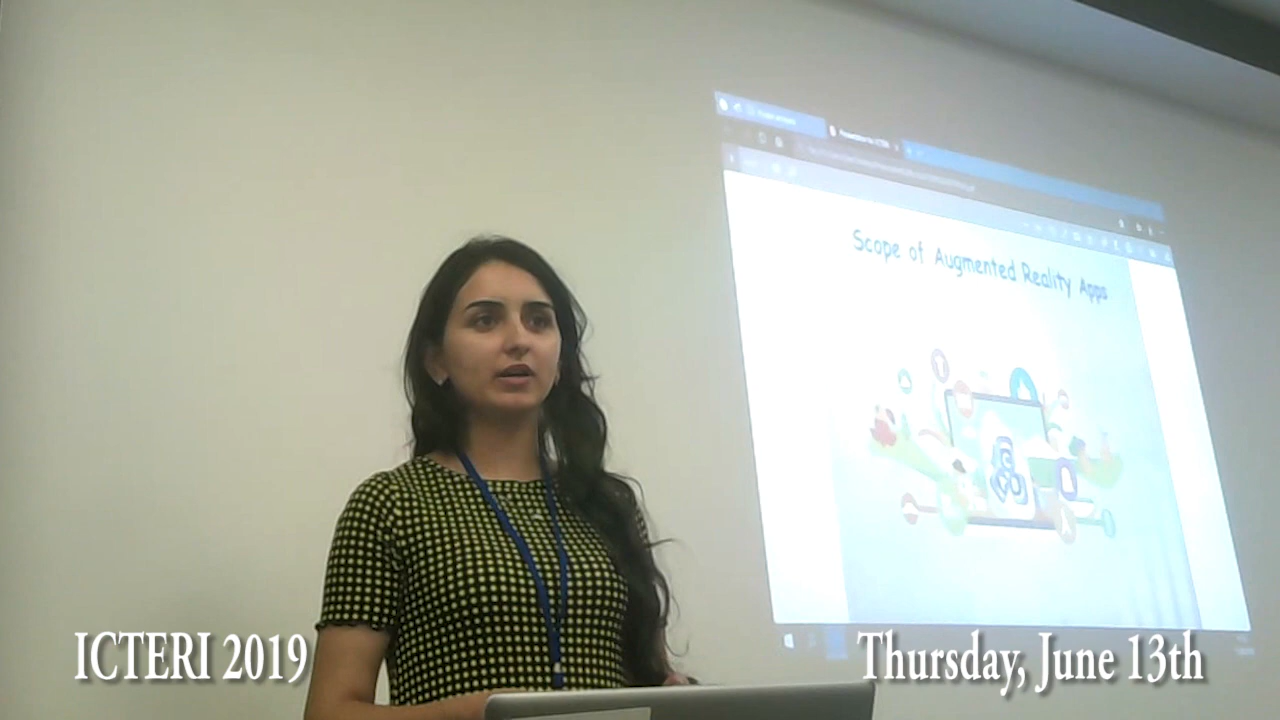 Scope of Augmented Reality Apps
ICTERI 2019
Thursday, June 13th